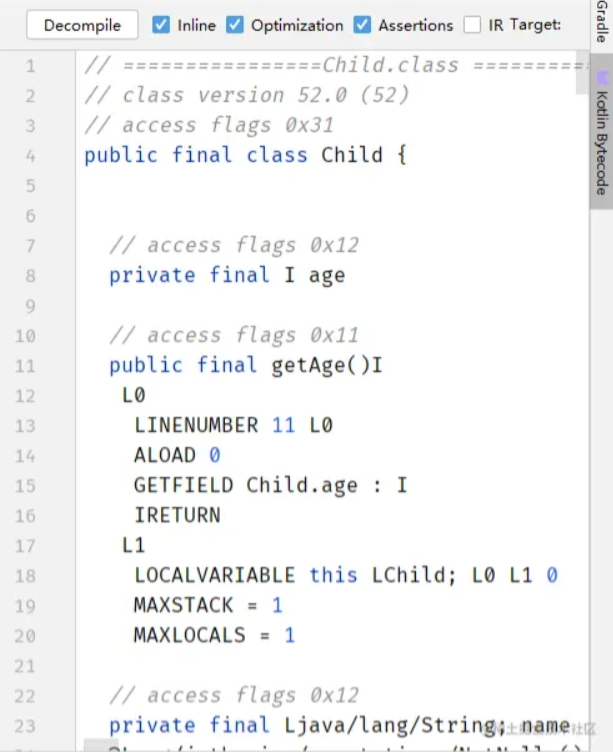 Decompile Inline Optimization Assertions IR Target:
Gradle
Kotlin Bytecode
1 // ================Child.class ==========
2 // class version 52.0 (52)
3 // access flags 0x31
4 public final class Child {
5
6
7 // access flags 0x12
8 private final I age
9
10 // access flags 0x11
11 public final getAge()I
12 L0
13 LINENUMBER 11 L0
14 ALOAD 0
15 GETFIELD Child.age : I
16 IRETURN
17 L1
18 LOCALVARIABLE this LChild; L0 L1 0
19 MAXSTACK = 1
20 MAXLOCALS = 1
21
22 // access flags 0x12
23 private final Ljava/lang/String; name